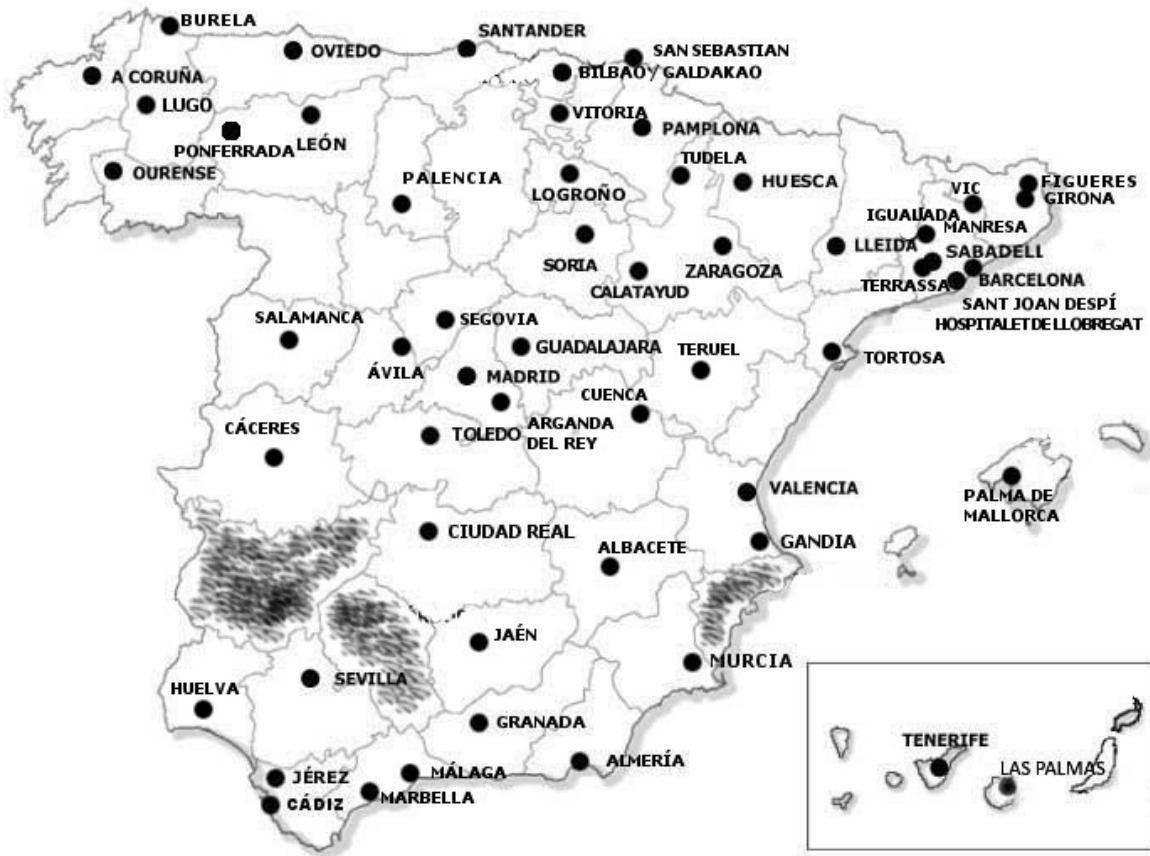 BURELA
SANTANDER
OVIEDO
SAN SEBASTIAN
BILBAO / GALDAKAO
A CORUÑA
LUGO
VITORIA
LEÓN
PAMPLONA
PONFERRADA
OURENSE
PALENCIA
TUDELA
LOGROÑO
HUESCA
VIC
FIGUERES
GIRONA
IGUALADA
MANRESA
LLEIDA
SABADELL
SORIA
ZARAGOZA
CALATAYUD
TERRASSA
BARCELONA
SANT JOAN DESPÍ
HOSPITALET DE LLOBREGAT
SALAMANCA
SEGOVIA
ÁVILA
GUADALAJARA
TERUEL
TORTOSA
MADRID
CUENCA
CÁCERES
TOLEDO
ARGANDA
DEL REY
VALENCIA
PALMA DE
MALLORCA
CIUDAD REAL
ALBACETE
GANDIA
JAÉN
MURCIA
SEVILLA
HUELVA
GRANADA
ALMERÍA
TENERIFE
LAS PALMAS
JÉREZ
MÁLAGA
CÁDIZ
MARBELLA